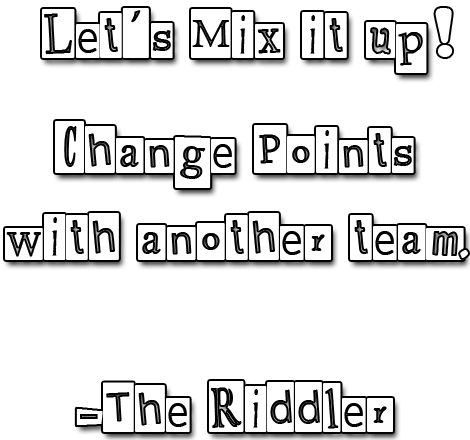 Let's Mix it up!
Change Points
with another team.
-The Riddler